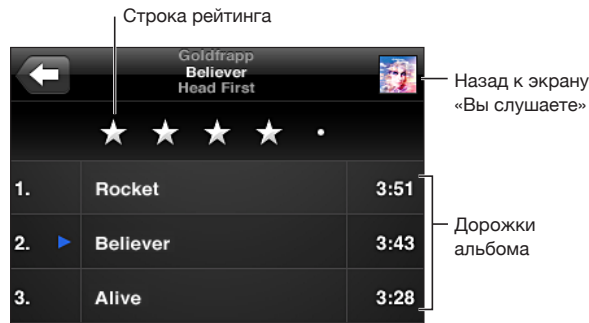 Строка рейтинга
Goldfrapp
Believer
Head First
Назад к экрану
«Вы слушаете»
1. Rocket 3:51
2. Believer 3:43
3. Alive 3:28
Дорожки
альбома